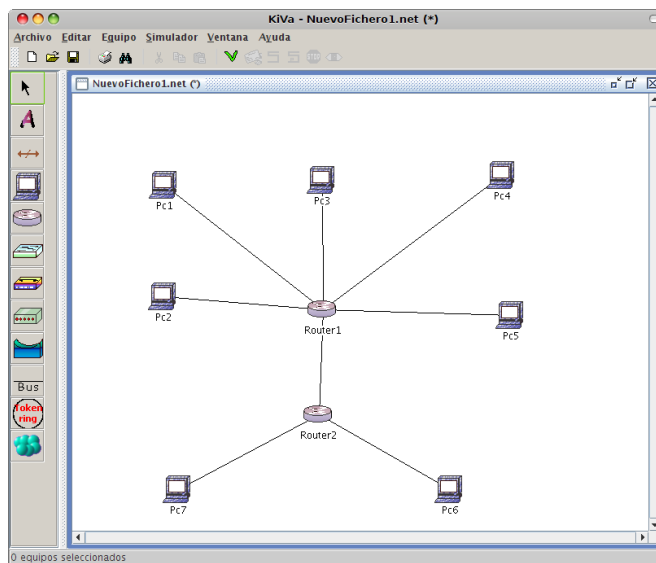 KiVa - NuevoFichero1.net (*)
Archivo Editar Equipo Simulador Ventana Ayuda
NuevoFichero1.net (*)
A
Pc1
Pc3
Pc4
Pc2
Router1
Pc5
Bus
Token
ring
Router2
Pc7
Pc6
0 equipos seleccionados